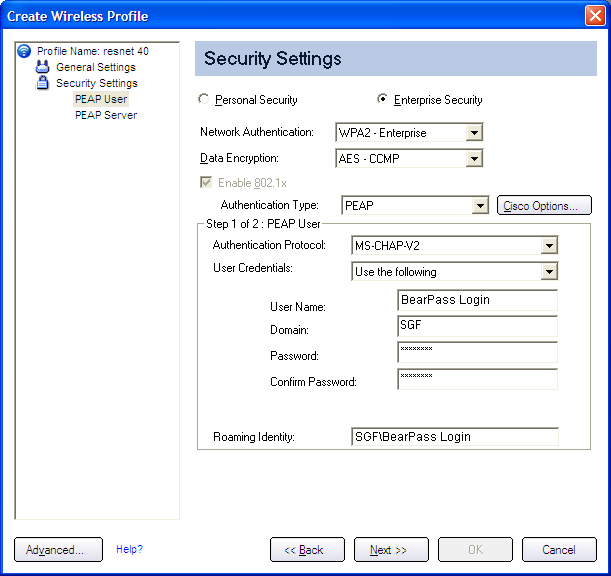 Create Wireless Profile
Profile Name: resnet 40
General Settings
Security Settings
PEAP User
PEAP Server
Security Settings
Personal Security
Enterprise Security
Network Authentication:
WPA2 - Enterprise
Data Encryption:
AES - CCMP
Enable 802.1x
Authentication Type:
PEAP
Cisco Options...
Step 1 of 2 : PEAP User
Authentication Protocol:
MS-CHAP-V2
User Credentials:
Use the following
User Name:
BearPass Login
Domain:
SGF
Password:
********
Confirm Password:
********
Roaming Identity:
SGF\BearPass Login
Advanced...
Help?
<< Back
Next >>
OK
Cancel